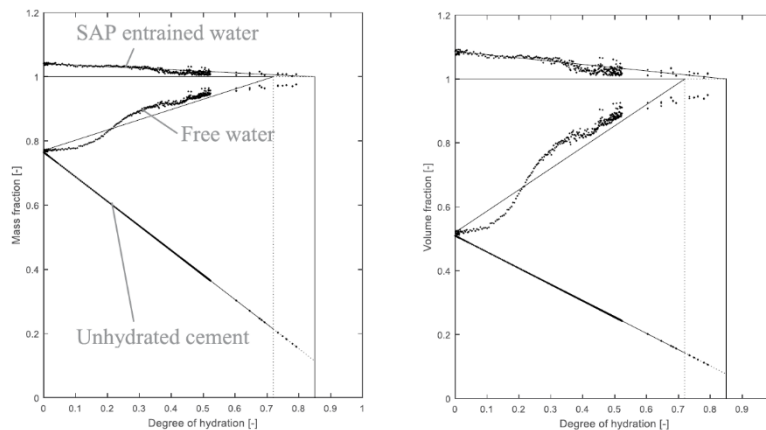 1.2
1
0.8
0.6
0.4
0.2
0
Mass fraction [-]
SAP entrained water
Free water
Unhydrated cement
0 0.1 0.2 0.3 0.4 0.5 0.6 0.7 0.8 0.9 1
Degree of hydration [-]
1.2
1
0.8
0.6
0.4
0.2
0
Volume fraction [-]
0 0.1 0.2 0.3 0.4 0.5 0.6 0.7 0.8 0.9
Degree of hydration [-]